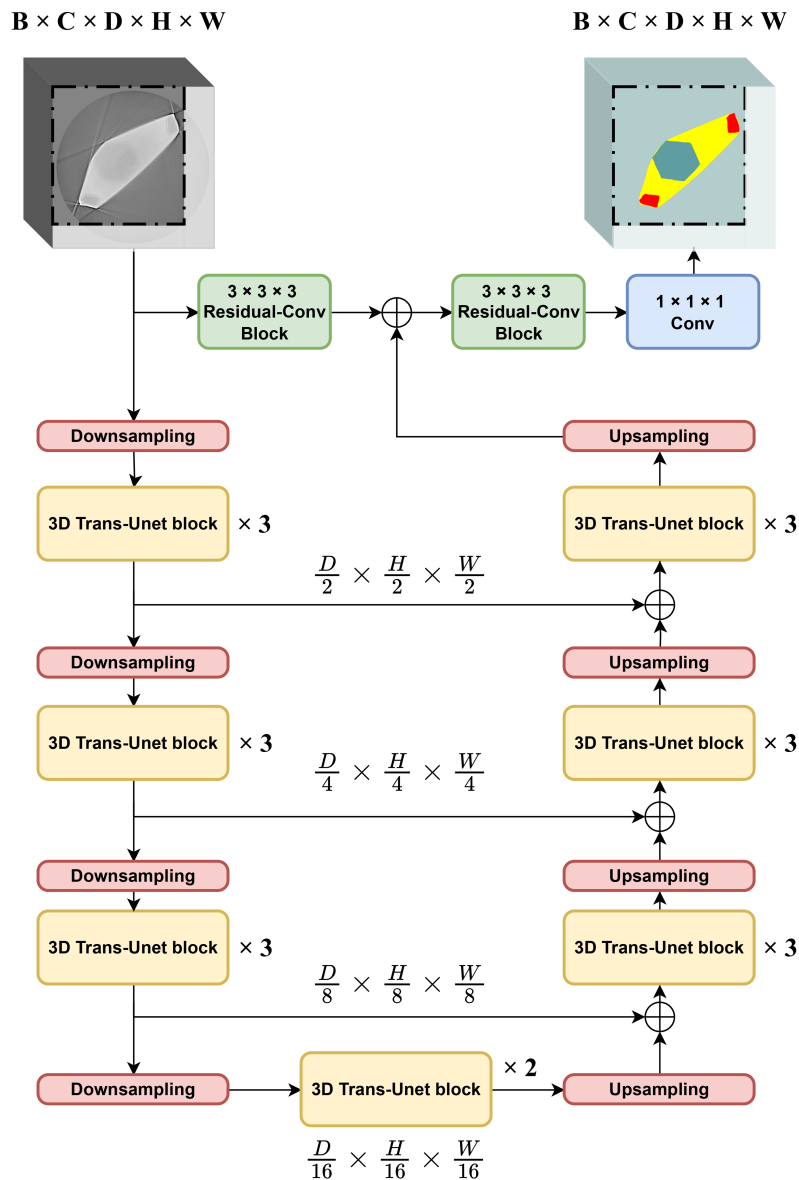 B × C × D × H × W
B × C × D × H × W
3 × 3 × 3
Residual-Conv
Block
3 × 3 × 3
Residual-Conv
Block
1 × 1 × 1
Conv
Downsampling
Upsampling
3D Trans-Unet block
× 3
3D Trans-Unet block
× 3
D/2 × H/2 × W/2
Downsampling
Upsampling
3D Trans-Unet block
× 3
3D Trans-Unet block
× 3
D/4 × H/4 × W/4
Downsampling
Upsampling
3D Trans-Unet block
× 3
3D Trans-Unet block
× 3
D/8 × H/8 × W/8
Downsampling
3D Trans-Unet block
× 2
Upsampling
D/16 × H/16 × W/16